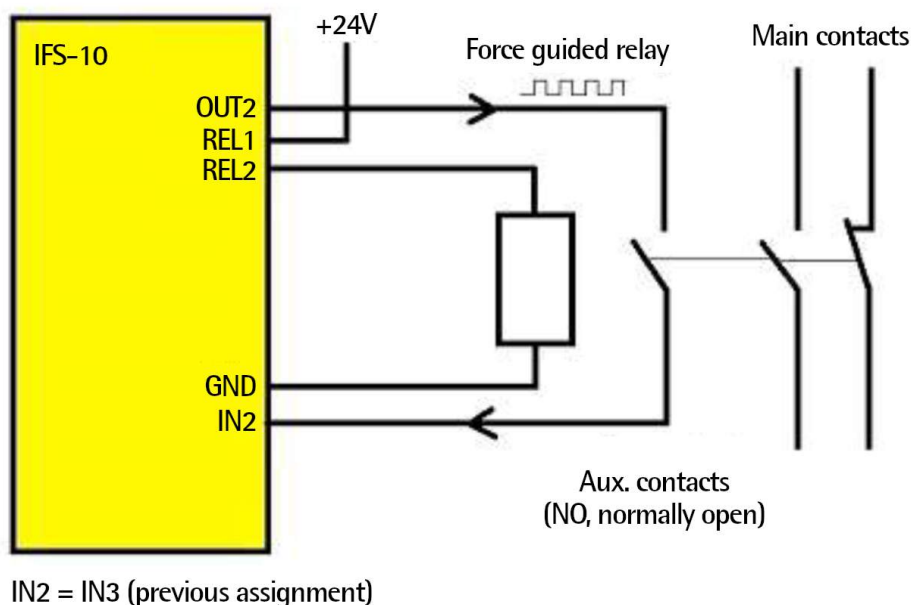 +24V
IFS-10
Force guided relay
Main contacts
OUT2
REL1
REL2
GND
IN2
Aux. contacts
(NO, normally open)
IN2 = IN3 (previous assignment)